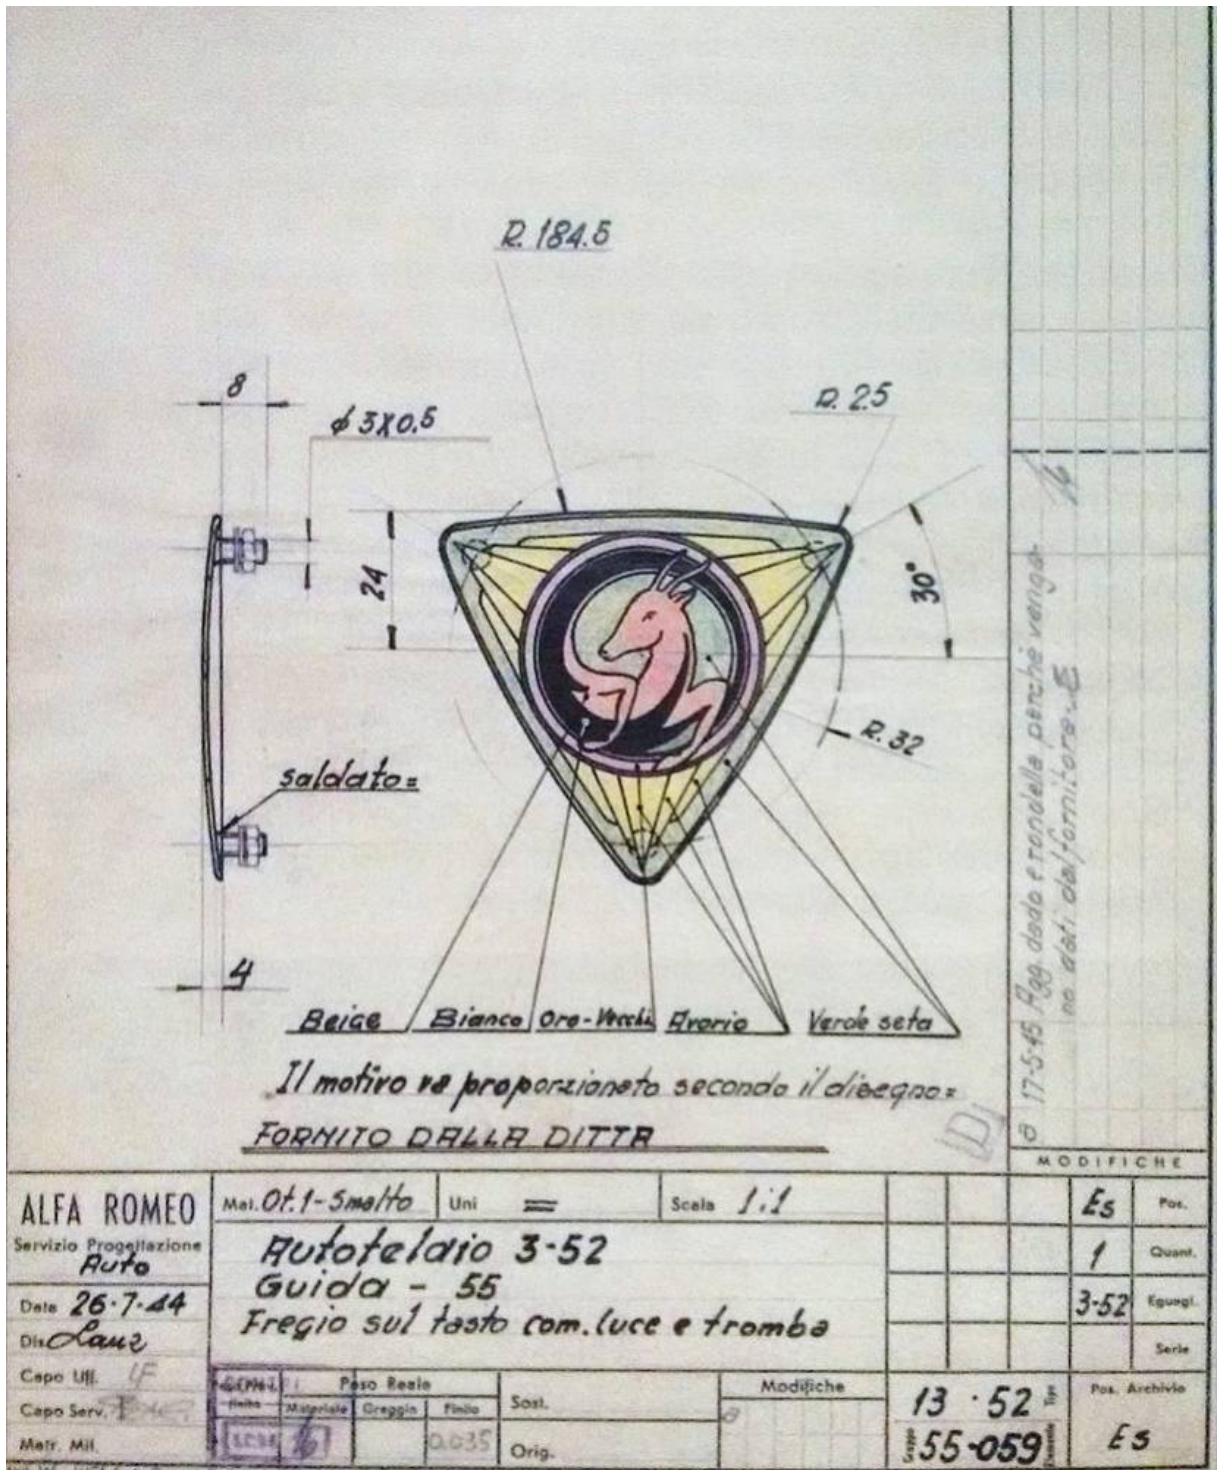 R. 184.5
8
ϕ 3x0.5
R. 25
24
30°
R. 32
saldato=
4
Beige Bianco Oro-Vecchio Avorio Verde seta
Il motivo va proporzionato secondo il disegno=
FORNITO DALLA DITTA
D
a 17-5-45 Agg. dado e rondella perché venga-
no dati dal fornitore.
MODIFICHE
ALFA ROMEO
Servizio Progettazione
Auto
Data 26·7·44
Dis.
Capo Uff.
Capo Serv.
Matr. Mil.
Mat. Ot.1-Smalto Uni = Scala 1:1
Autotelaio 3-52
Guida - 55
Fregio sul tasto com. luce e tromba
Es Pos.
1 Quant.
3-52 Eguagl.
Serie
Peso Reale
finito Materiale Greggio Finito
0.035
Sost.
Orig.
Modifiche
a
13·52 Tipo
Gruppo 55-059 Elemento
Pos. Archivio
Es